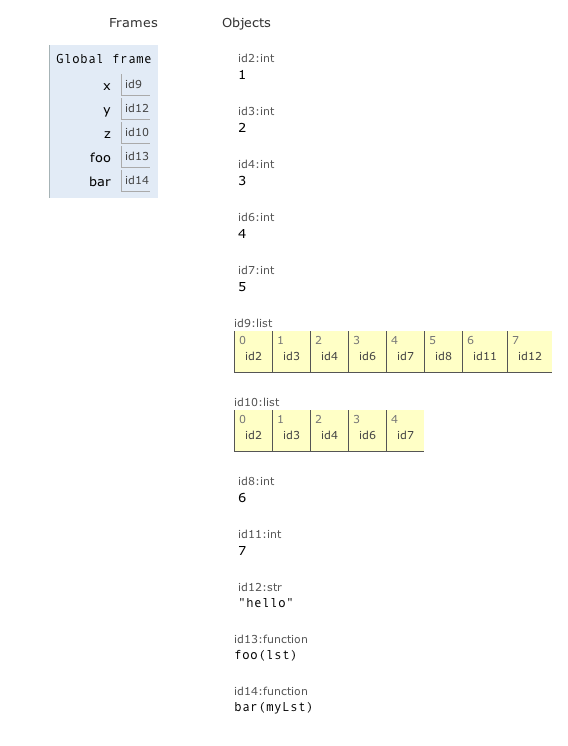 Frames
Objects
Global frame
x id9
y id12
z id10
foo id13
bar id14
id2:int
1
id3:int
2
id4:int
3
id6:int
4
id7:int
5
id9:list
0 1 2 3 4 5 6 7
id2 id3 id4 id6 id7 id8 id11 id12
id10:list
0 1 2 3 4
id2 id3 id4 id6 id7
id8:int
6
id11:int
7
id12:str
"hello"
id13:function
foo(lst)
id14:function
bar(myLst)